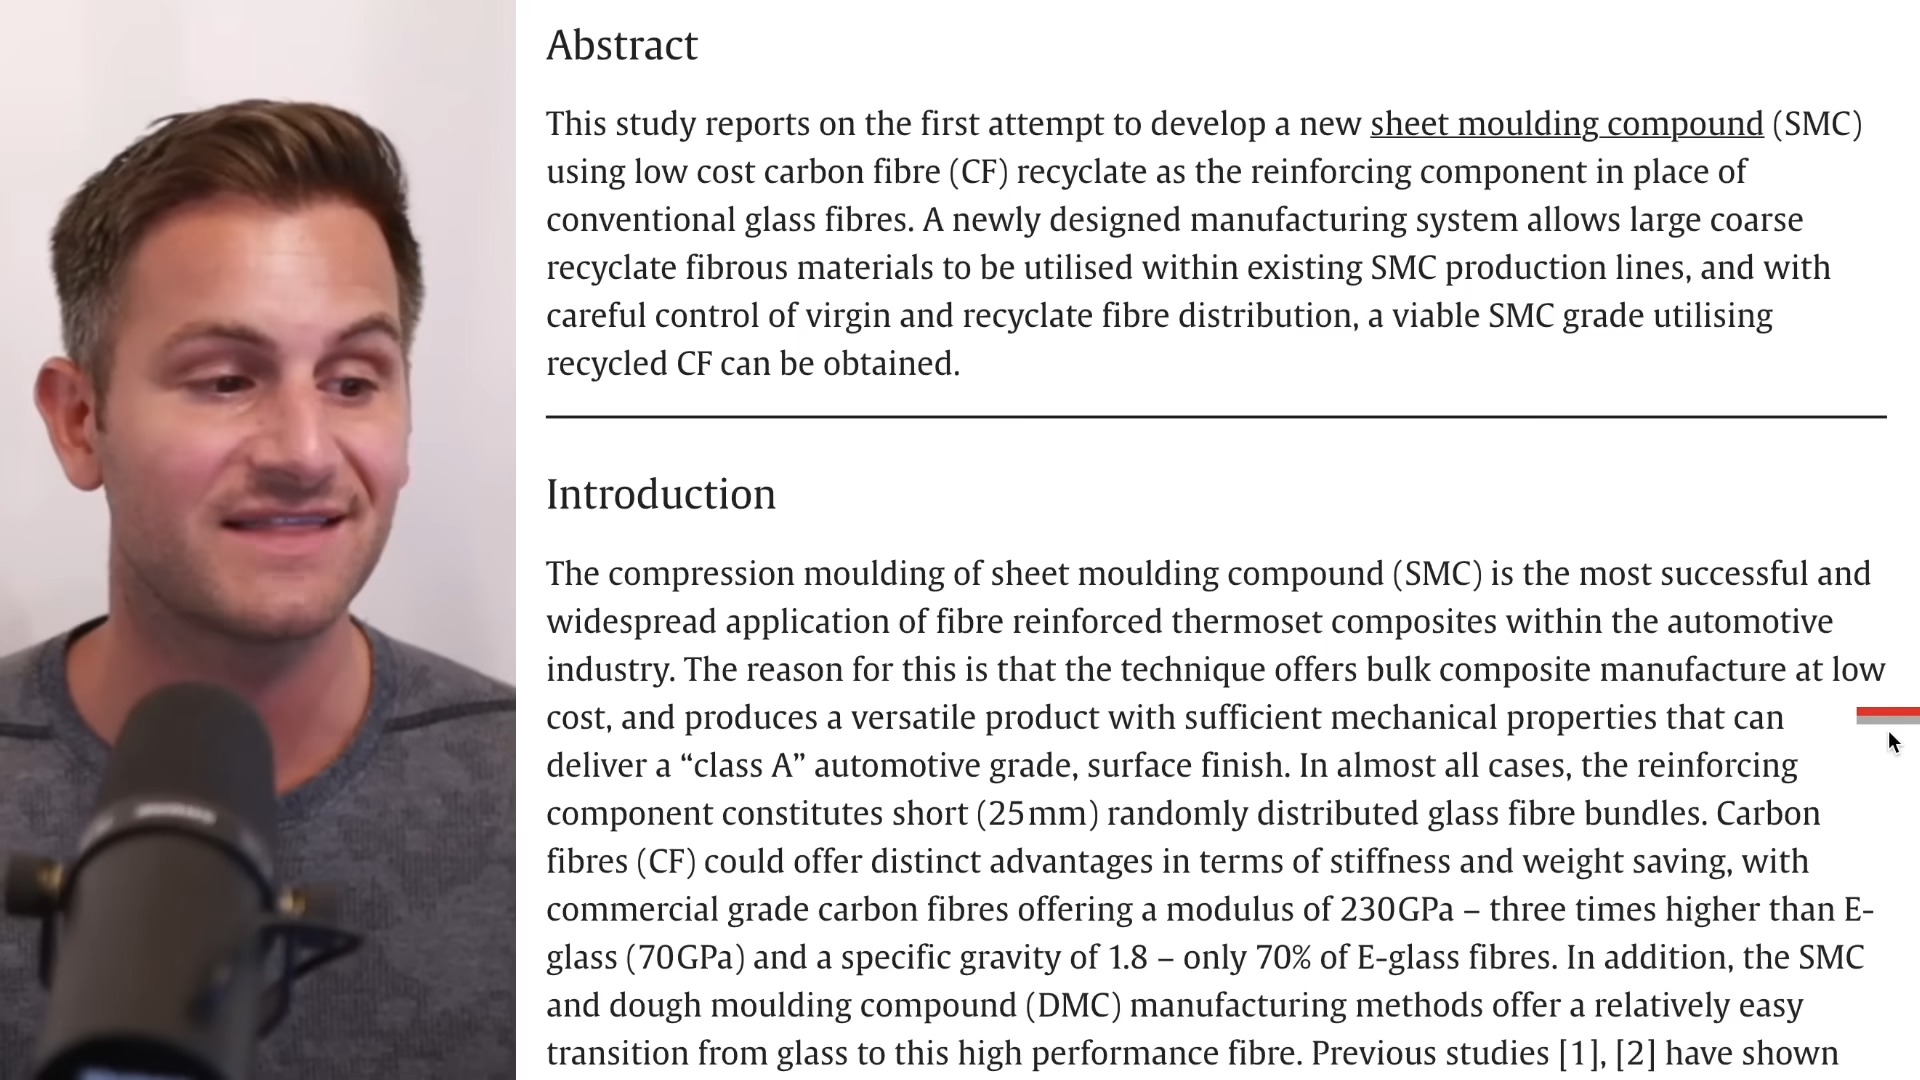 Abstract
This study reports on the first attempt to develop a new sheet moulding compound (SMC)
using low cost carbon fibre (CF) recyclate as the reinforcing component in place of
conventional glass fibres. A newly designed manufacturing system allows large coarse
recyclate fibrous materials to be utilised within existing SMC production lines, and with
careful control of virgin and recyclate fibre distribution, a viable SMC grade utilising
recycled CF can be obtained.
Introduction
The compression moulding of sheet moulding compound (SMC) is the most successful and
widespread application of fibre reinforced thermoset composites within the automotive
industry. The reason for this is that the technique offers bulk composite manufacture at low
cost, and produces a versatile product with sufficient mechanical properties that can
deliver a “class A” automotive grade, surface finish. In almost all cases, the reinforcing
component constitutes short (25 mm) randomly distributed glass fibre bundles. Carbon
fibres (CF) could offer distinct advantages in terms of stiffness and weight saving, with
commercial grade carbon fibres offering a modulus of 230 GPa – three times higher than E-
glass (70 GPa) and a specific gravity of 1.8 – only 70% of E-glass fibres. In addition, the SMC
and dough moulding compound (DMC) manufacturing methods offer a relatively easy
transition from glass to this high performance fibre. Previous studies [1], [2] have shown